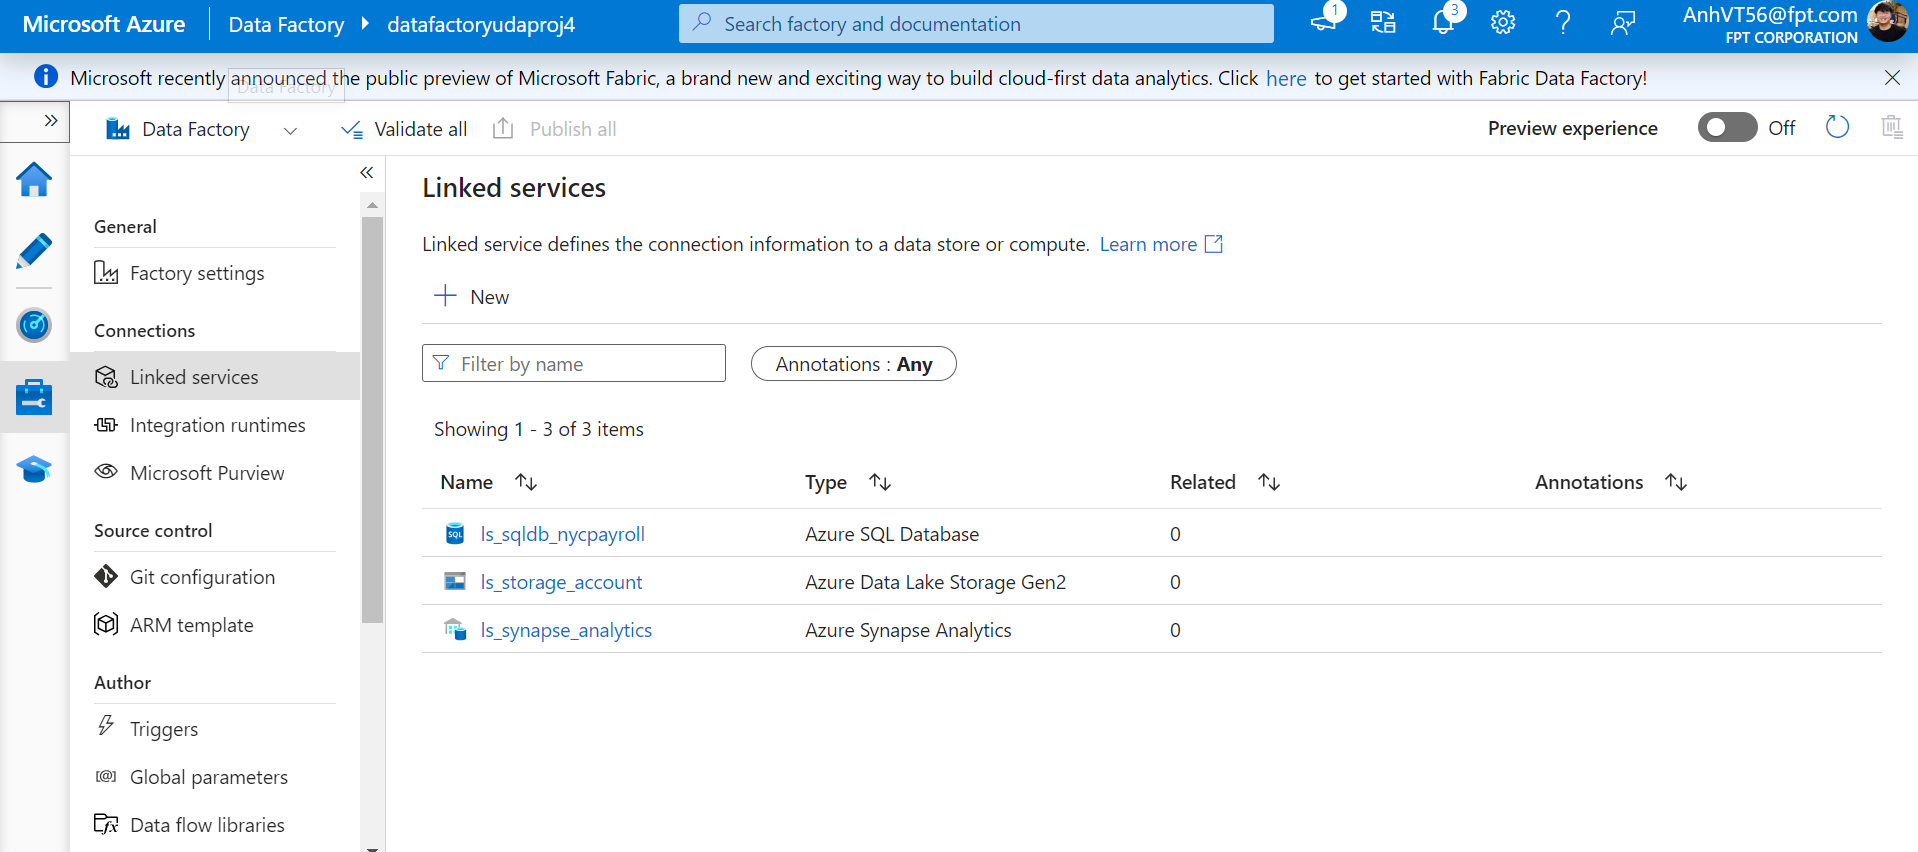 Microsoft Azure
Data Factory
datafactoryudaproj4
Search factory and documentation
1
3
AnhVT56@fpt.com
FPT CORPORATION
Microsoft recently announced the public preview of Microsoft Fabric, a brand new and exciting way to build cloud-first data analytics. Click here to get started with Fabric Data Factory!
Data Factory
Data Factory
Validate all
Publish all
Preview experience
Off
General
Factory settings
Connections
Linked services
Integration runtimes
Microsoft Purview
Source control
Git configuration
ARM template
Author
Triggers
Global parameters
Data flow libraries
Linked services
Linked service defines the connection information to a data store or compute. Learn more
New
Filter by name
Annotations : Any
Showing 1 - 3 of 3 items
Name Type Related Annotations
SQL ls_sqldb_nycpayroll Azure SQL Database 0
ls_storage_account Azure Data Lake Storage Gen2 0
ls_synapse_analytics Azure Synapse Analytics 0